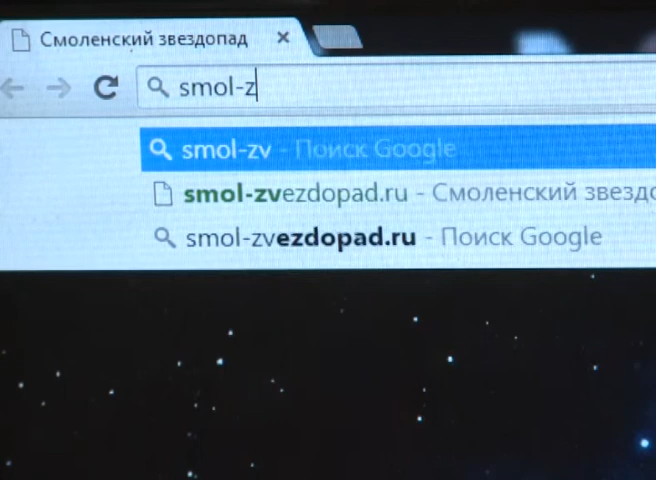 Смоленский звездопад
smol-z
smol-zv - Поиск Google
smol-zvezdopad.ru - Смоленский звездо
smol-zvezdopad.ru - Поиск Google